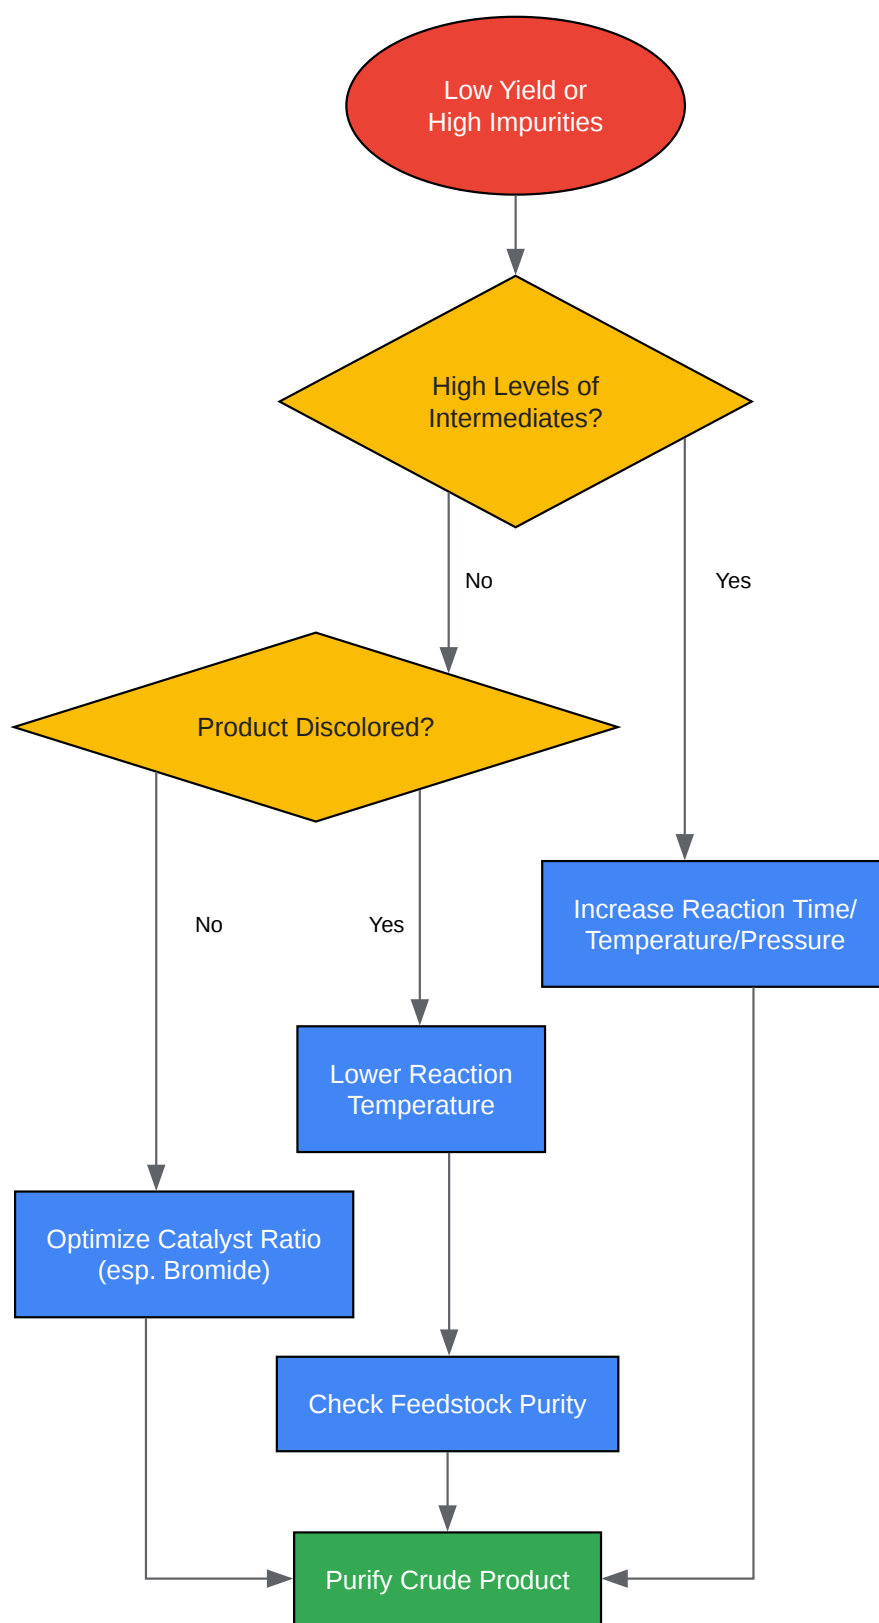 Low Yield or
High Impurities
High Levels of
Intermediates?
No
Yes
Product Discolored?
No
Yes
Increase Reaction Time/
Temperature/Pressure
Lower Reaction
Temperature
Optimize Catalyst Ratio
(esp. Bromide)
Check Feedstock Purity
Purify Crude Product